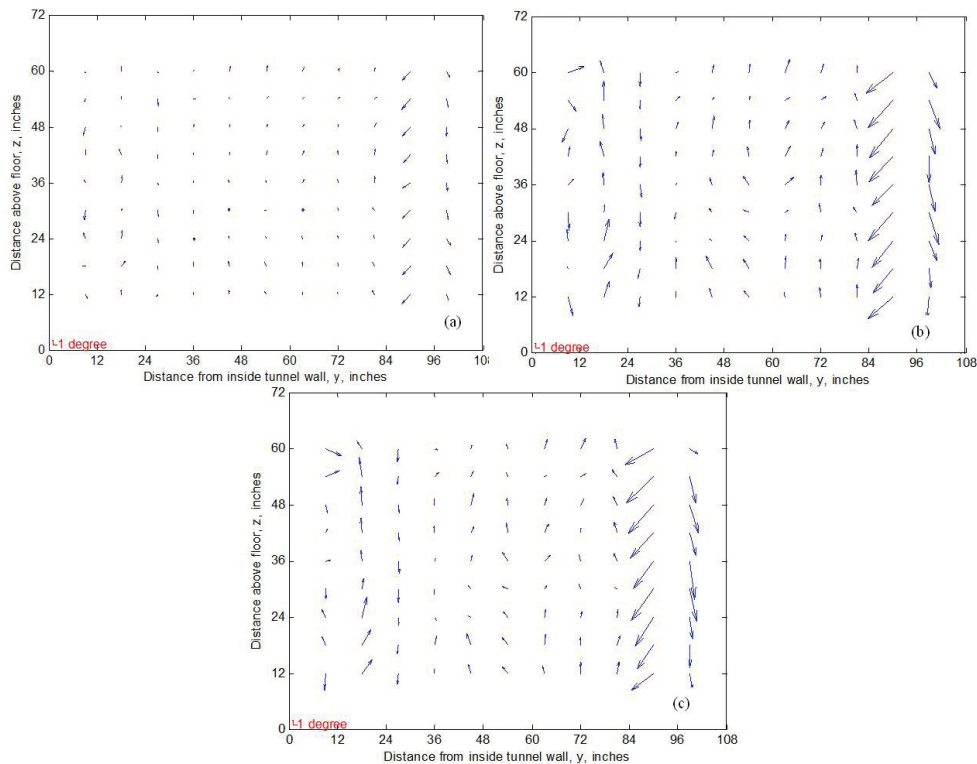 72
60
48
36
24
12
0
Distance above floor, z, inches
(a)
1 degree
0 12 24 36 48 60 72 84 96 108
Distance from inside tunnel wall, y, inches
72
60
48
36
24
12
0
Distance above floor, z, inches
(b)
1 degree
0 12 24 36 48 60 72 84 96 108
Distance from inside tunnel wall, y, inches
72
60
48
36
24
12
0
Distance above floor, z, inches
(c)
1 degree
0 12 24 36 48 60 72 84 96 108
Distance from inside tunnel wall, y, inches